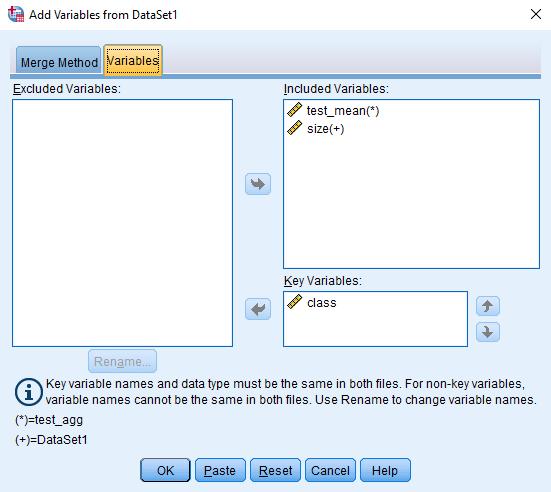 Add Variables from DataSet1
Merge Method
Variables
Excluded Variables:
Included Variables:
test_mean(*)
size(+)
Key Variables:
class
Rename...
Key variable names and data type must be the same in both files. For non-key variables,
variable names cannot be the same in both files. Use Rename to change variable names.
(*)=test_agg
(+)=DataSet1
OK
Paste
Reset
Cancel
Help